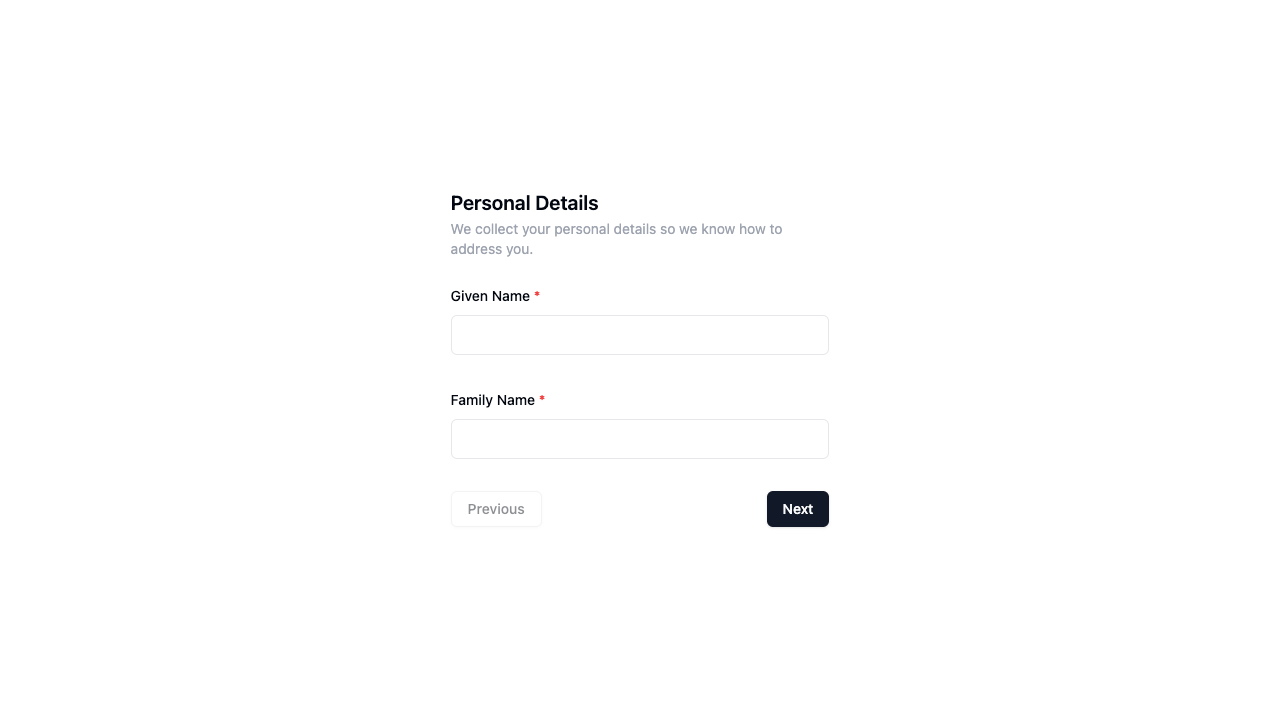 Personal Details
We collect your personal details so we know how to
address you.
Given Name *
Family Name *
Previous
Next